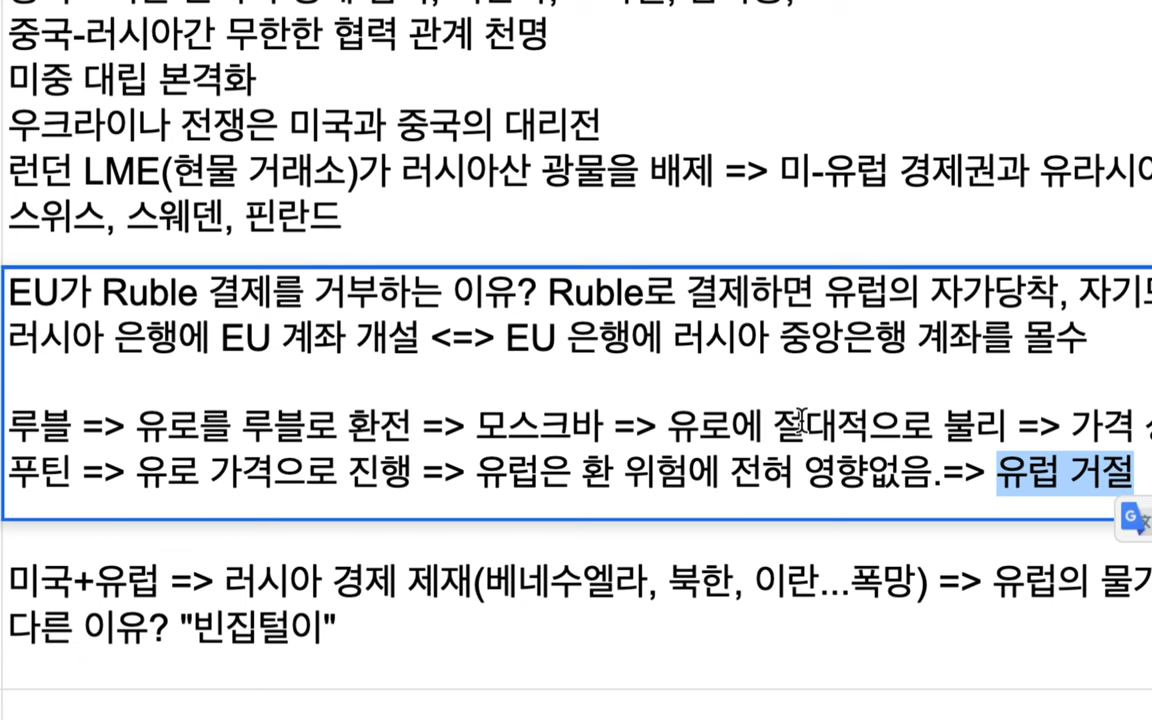 중국-러시아간 무한한 협력 관계 천명
미중 대립 본격화
우크라이나 전쟁은 미국과 중국의 대리전
런던 LME(현물 거래소)가 러시아산 광물을 배제 => 미-유럽 경제권과
스위스, 스웨덴, 핀란드
EU가 Ruble 결제를 거부하는 이유? Ruble로 결제하면 유럽의 자가당착,
러시아 은행에 EU 계좌 개설 <=> EU 은행에 러시아 중앙은행 계좌를 몰수
루블 => 유로를 루블로 환전 => 모스크바 => 유로에 절대적으로 불리 => 가격
푸틴 => 유로 가격으로 진행 => 유럽은 환 위험에 전혀 영향없음.=> 유럽 거절
미국+유럽 => 러시아 경제 제재(베네수엘라, 북한, 이란...폭망) => 유럽의
다른 이유? "빈집털이"